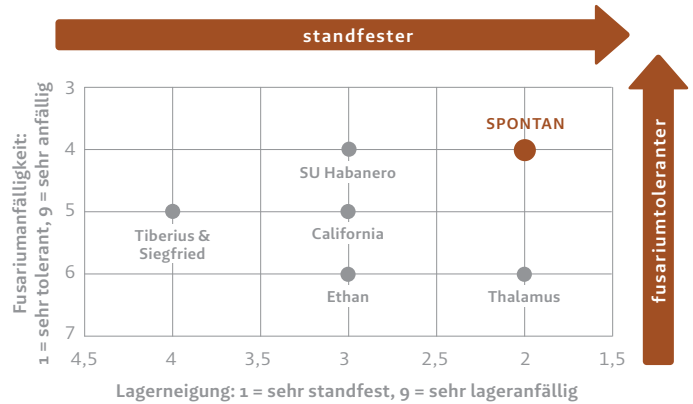 standfester
fusariumtoleranter
Fusariumanfälligkeit:
1 = sehr tolerant, 9 = sehr anfällig
3
4
5
6
7
SPONTAN
SU Habanero
Tiberius &
Siegfried
California
Ethan
Thalamus
4,5 4 3,5 3 2,5 2 1,5
Lagerneigung: 1 = sehr standfest, 9 = sehr lageranfällig